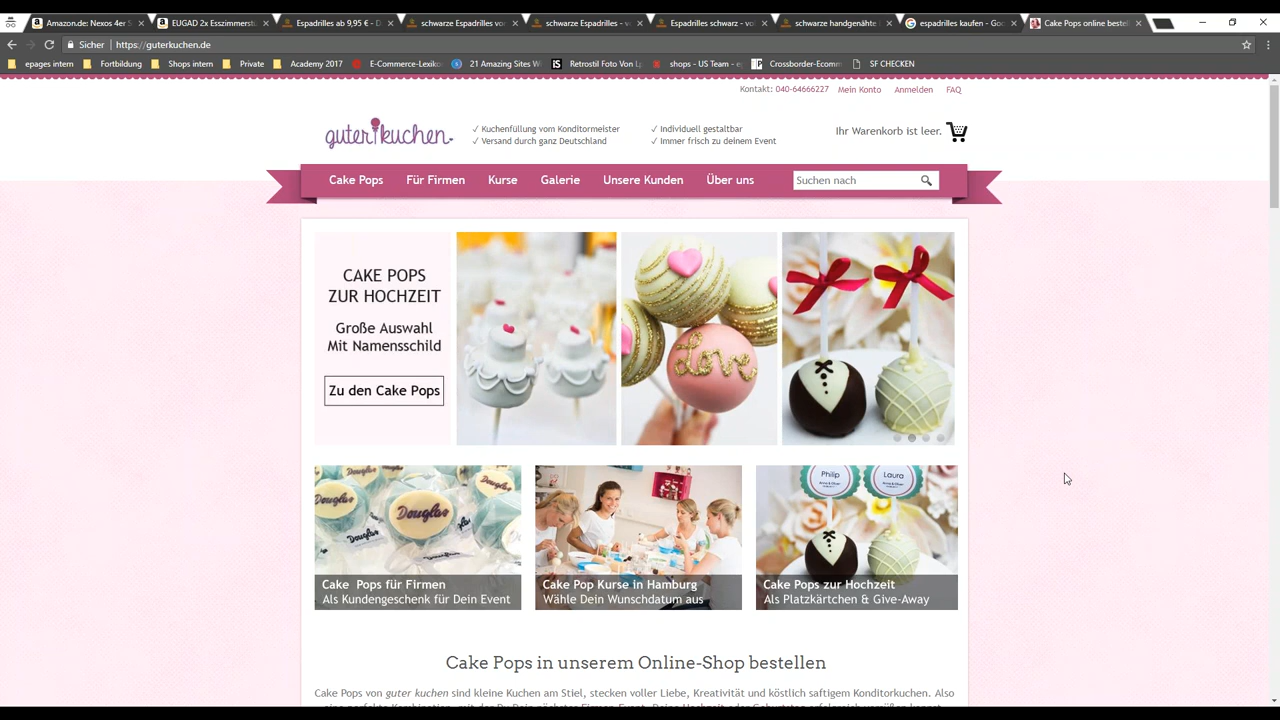 Amazon.de: Nexos 4er S
EUGAD 2x Esszimmerstü
Espadrilles ab 9,95 € - D
schwarze Espadrilles vo
schwarze Espadrilles - v
Espadrilles schwarz - vo
schwarze handgenähte
espadrilles kaufen - Goo
Cake Pops online bestel
Sicher https://guterkuchen.de
epages intern Fortbildung Shops intern Private Academy 2017 E-Commerce-Lexiko 21 Amazing Sites W Retrostil Foto Von L shops - US Team - e Crossborder-Ecomm SF CHECKEN
Kontakt: 040-64666227 Mein Konto Anmelden FAQ
guter kuchen
✓ Kuchenfüllung vom Konditormeister
✓ Versand durch ganz Deutschland
✓ Individuell gestaltbar
✓ Immer frisch zu deinem Event
Ihr Warenkorb ist leer.
Cake Pops Für Firmen Kurse Galerie Unsere Kunden Über uns Suchen nach
CAKE POPS
ZUR HOCHZEIT
Große Auswahl
Mit Namensschild
Zu den Cake Pops
love
Douglas
Douglas
Douglas
Philip
Laura
Cake Pops für Firmen
Als Kundengeschenk für Dein Event
Cake Pop Kurse in Hamburg
Wähle Dein Wunschdatum aus
Cake Pops zur Hochzeit
Als Platzkärtchen & Give-Away
Cake Pops in unserem Online-Shop bestellen
Cake Pops von guter kuchen sind kleine Kuchen am Stiel, stecken voller Liebe, Kreativität und köstlich saftigem Konditorkuchen. Also